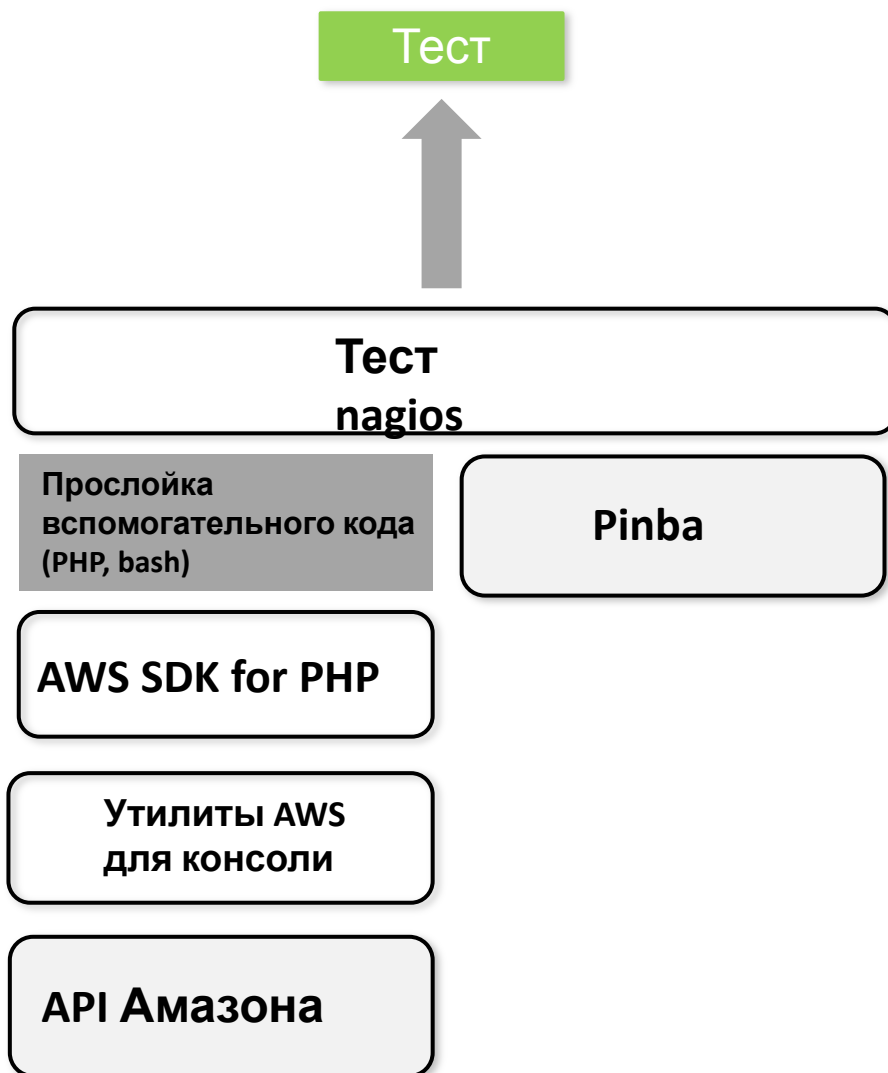 Тест
Тест
nagios
Прослойка
вспомогательного кода
(PHP, bash)
Pinba
AWS SDK for PHP
Утилиты AWS
для консоли
API Амазона